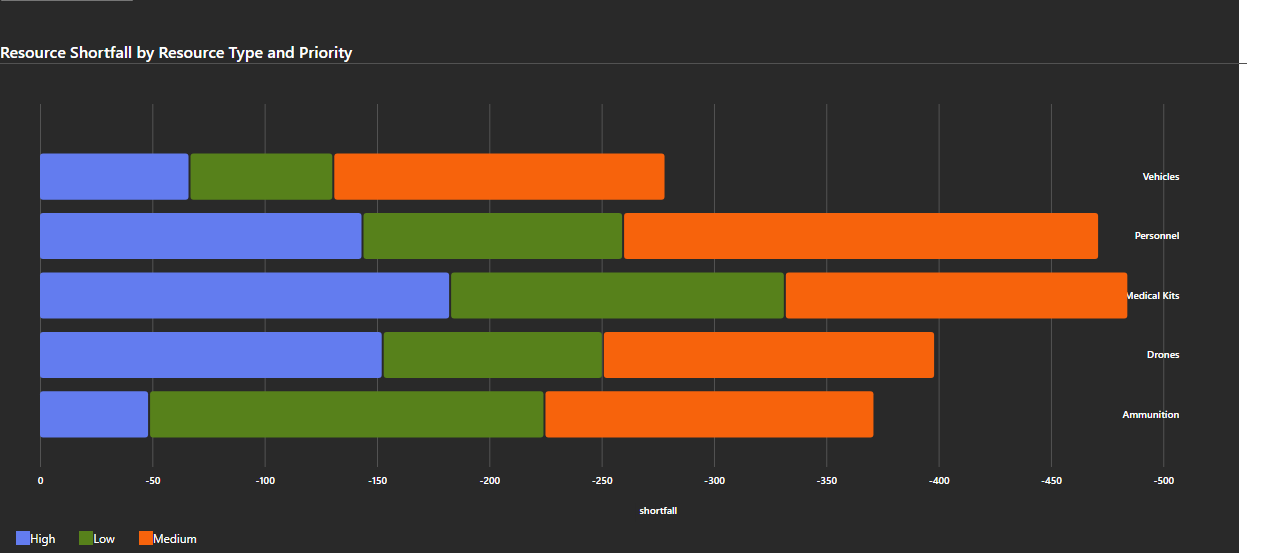 Resource Shortfall by Resource Type and Priority
Vehicles
Personnel
Medical Kits
Drones
Ammunition
0 -50 -100 -150 -200 -250 -300 -350 -400 -450 -500
shortfall
High Low Medium